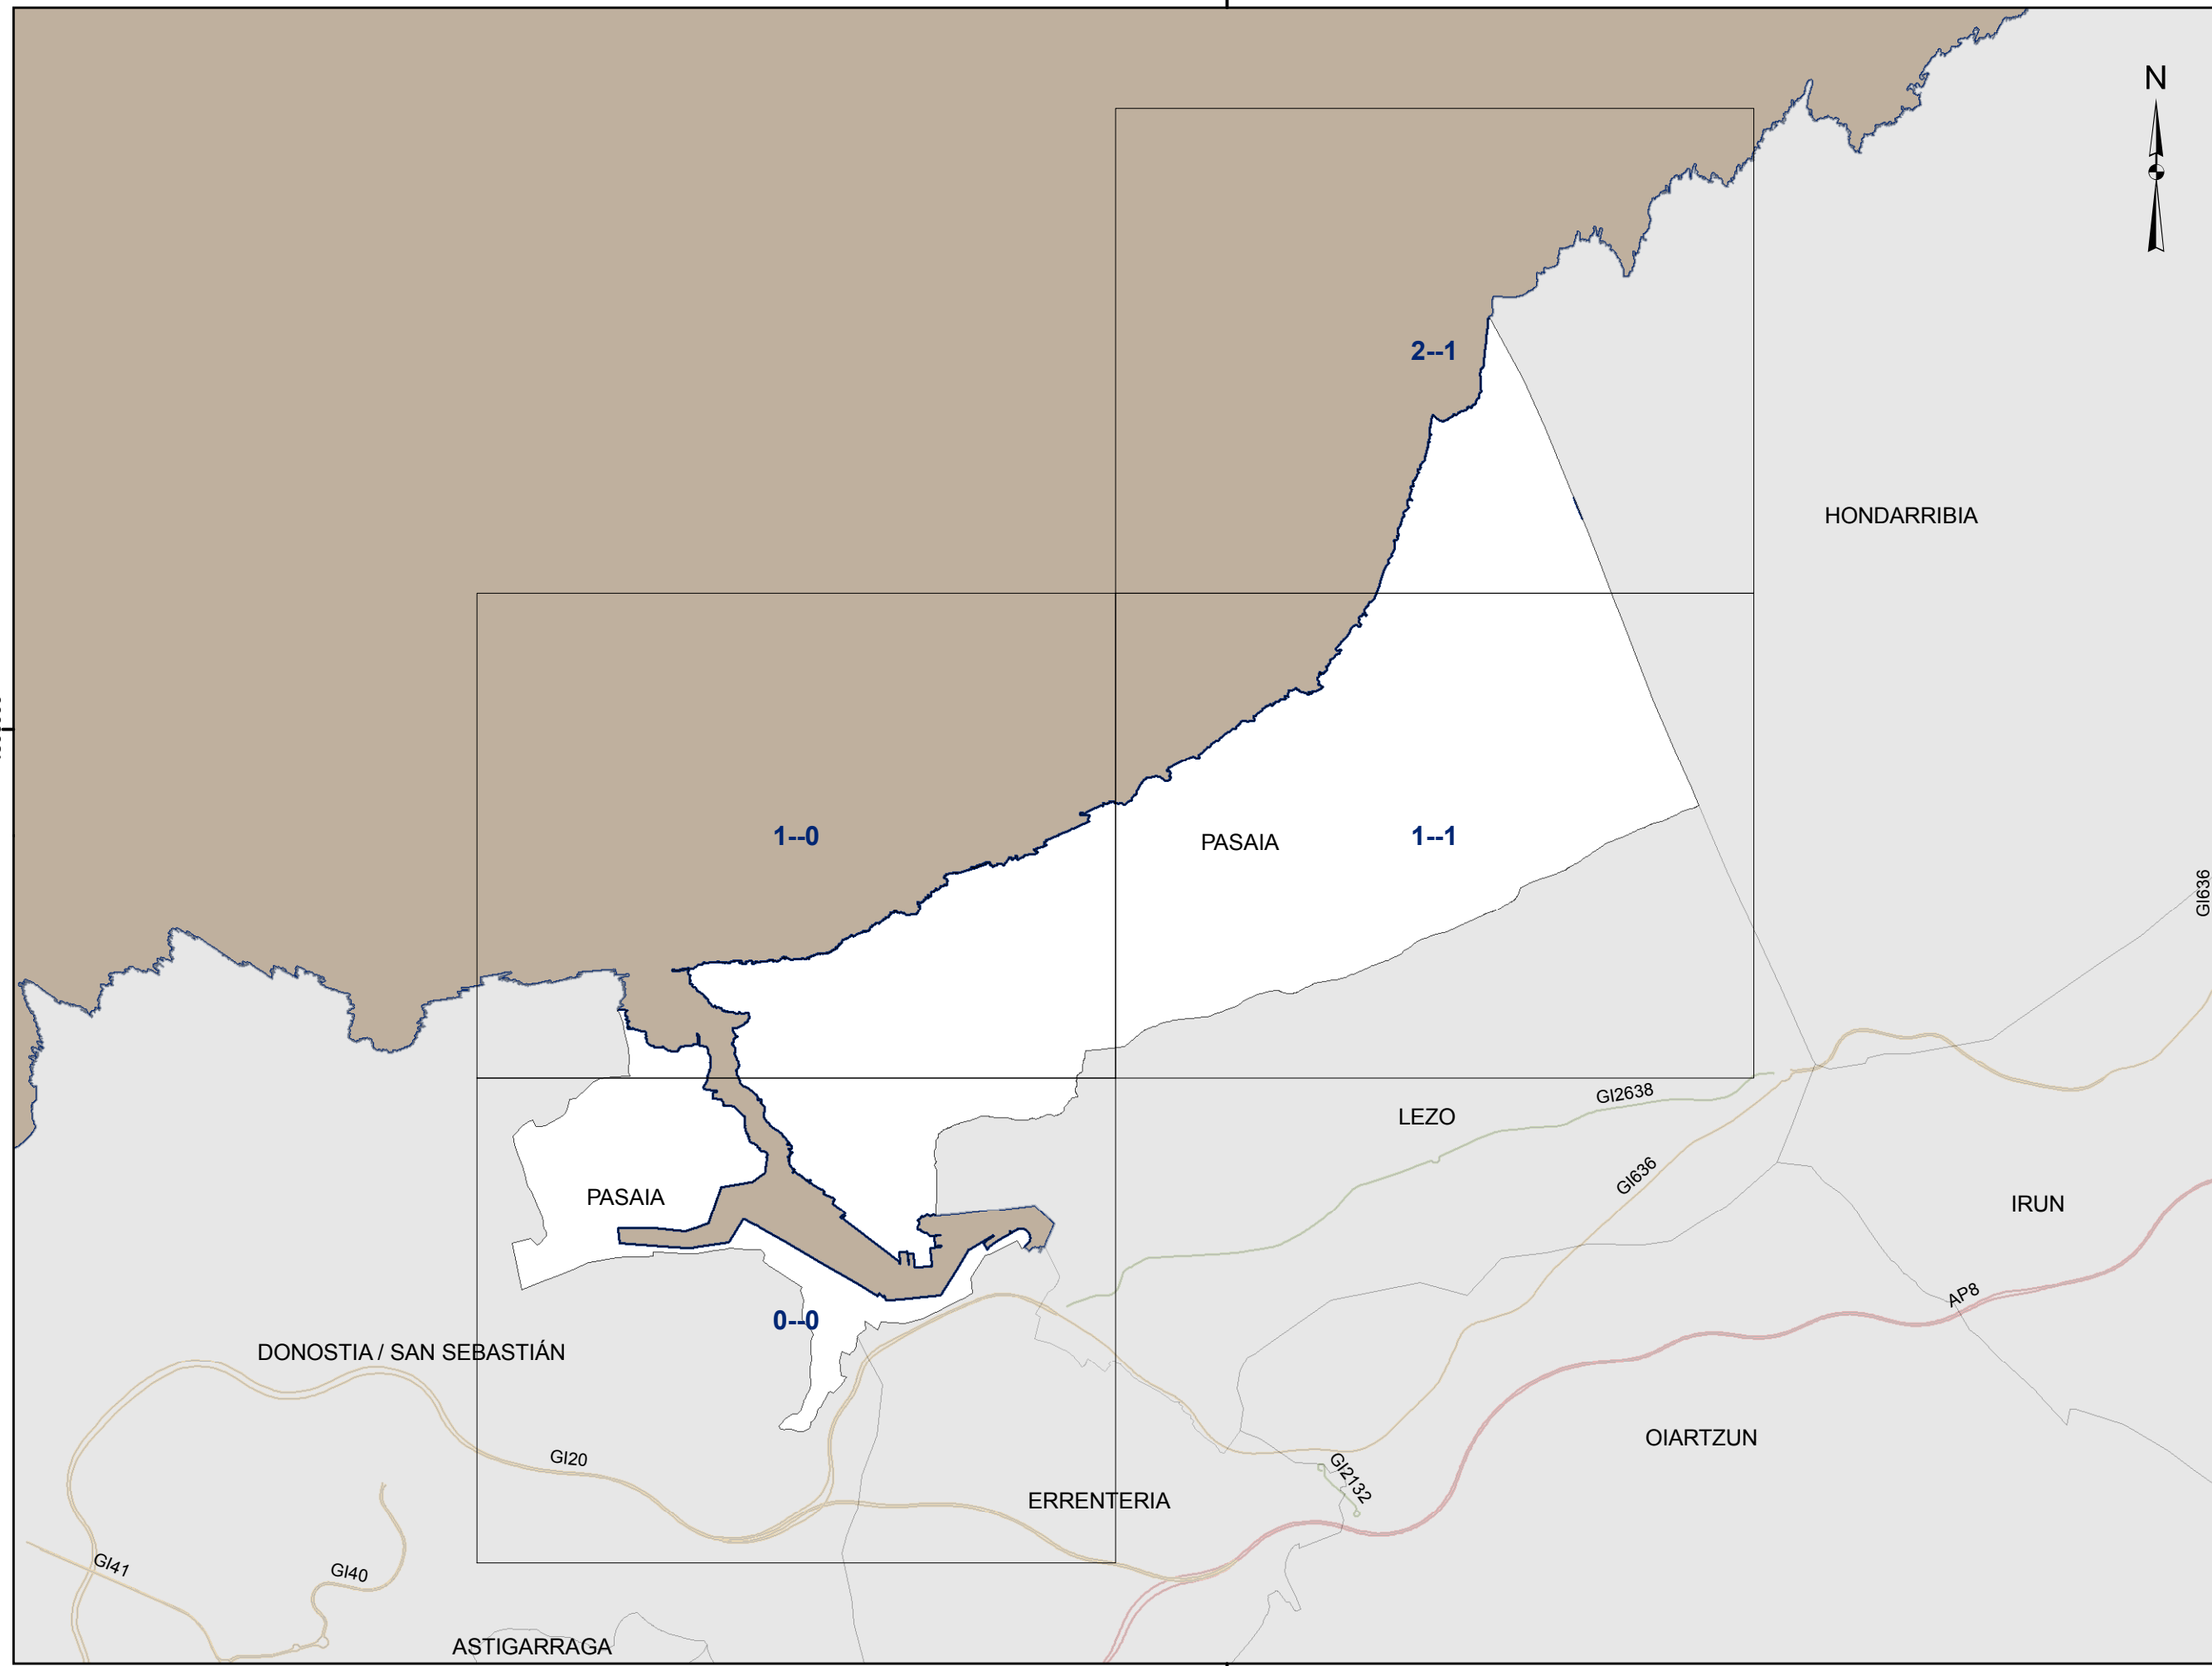 N
2--1
HONDARRIBIA
1--0
PASAIA
1--1
GI636
GI2638
LEZO
GI636
PASAIA
IRUN
AP8
0--0
DONOSTIA / SAN SEBASTIÁN
OIARTZUN
GI20
GI2132
ERRENTERIA
GI41
GI40
ASTIGARRAGA